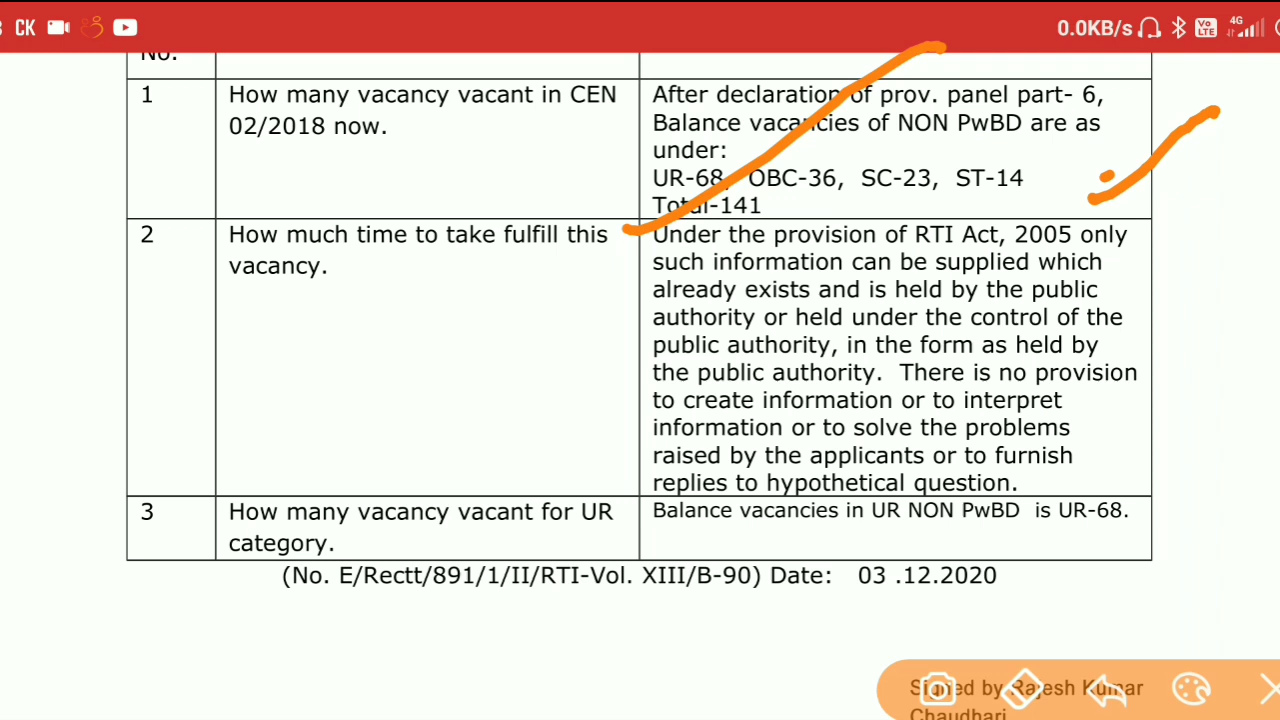 CK
0.0KB/s
Vo
LTE
4G
No.
1
How many vacancy vacant in CEN
02/2018 now.
After declaration of prov. panel part- 6,
Balance vacancies of NON PwBD are as
under:
UR-68, OBC-36, SC-23, ST-14
Total-141
2
How much time to take fulfill this
vacancy.
Under the provision of RTI Act, 2005 only
such information can be supplied which
already exists and is held by the public
authority or held under the control of the
public authority, in the form as held by
the public authority. There is no provision
to create information or to interpret
information or to solve the problems
raised by the applicants or to furnish
replies to hypothetical question.
3
How many vacancy vacant for UR
category.
Balance vacancies in UR NON PwBD is UR-68.
(No. E/Rectt/891/1/II/RTI-Vol. XIII/B-90) Date: 03 .12.2020
Signed by Rajesh Kumar
Chaudhari